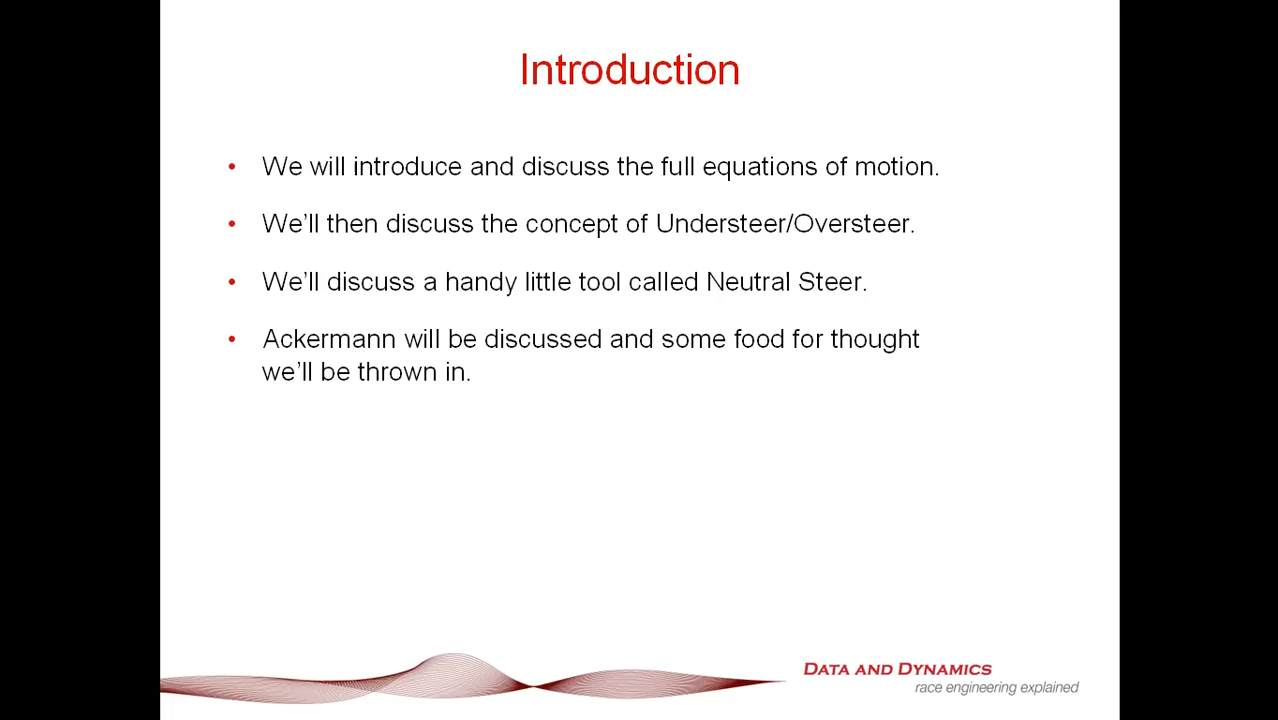 Introduction
• We will introduce and discuss the full equations of motion.
• We’ll then discuss the concept of Understeer/Oversteer.
• We’ll discuss a handy little tool called Neutral Steer.
• Ackermann will be discussed and some food for thought
we’ll be thrown in.
DATA AND DYNAMICS
race engineering explained